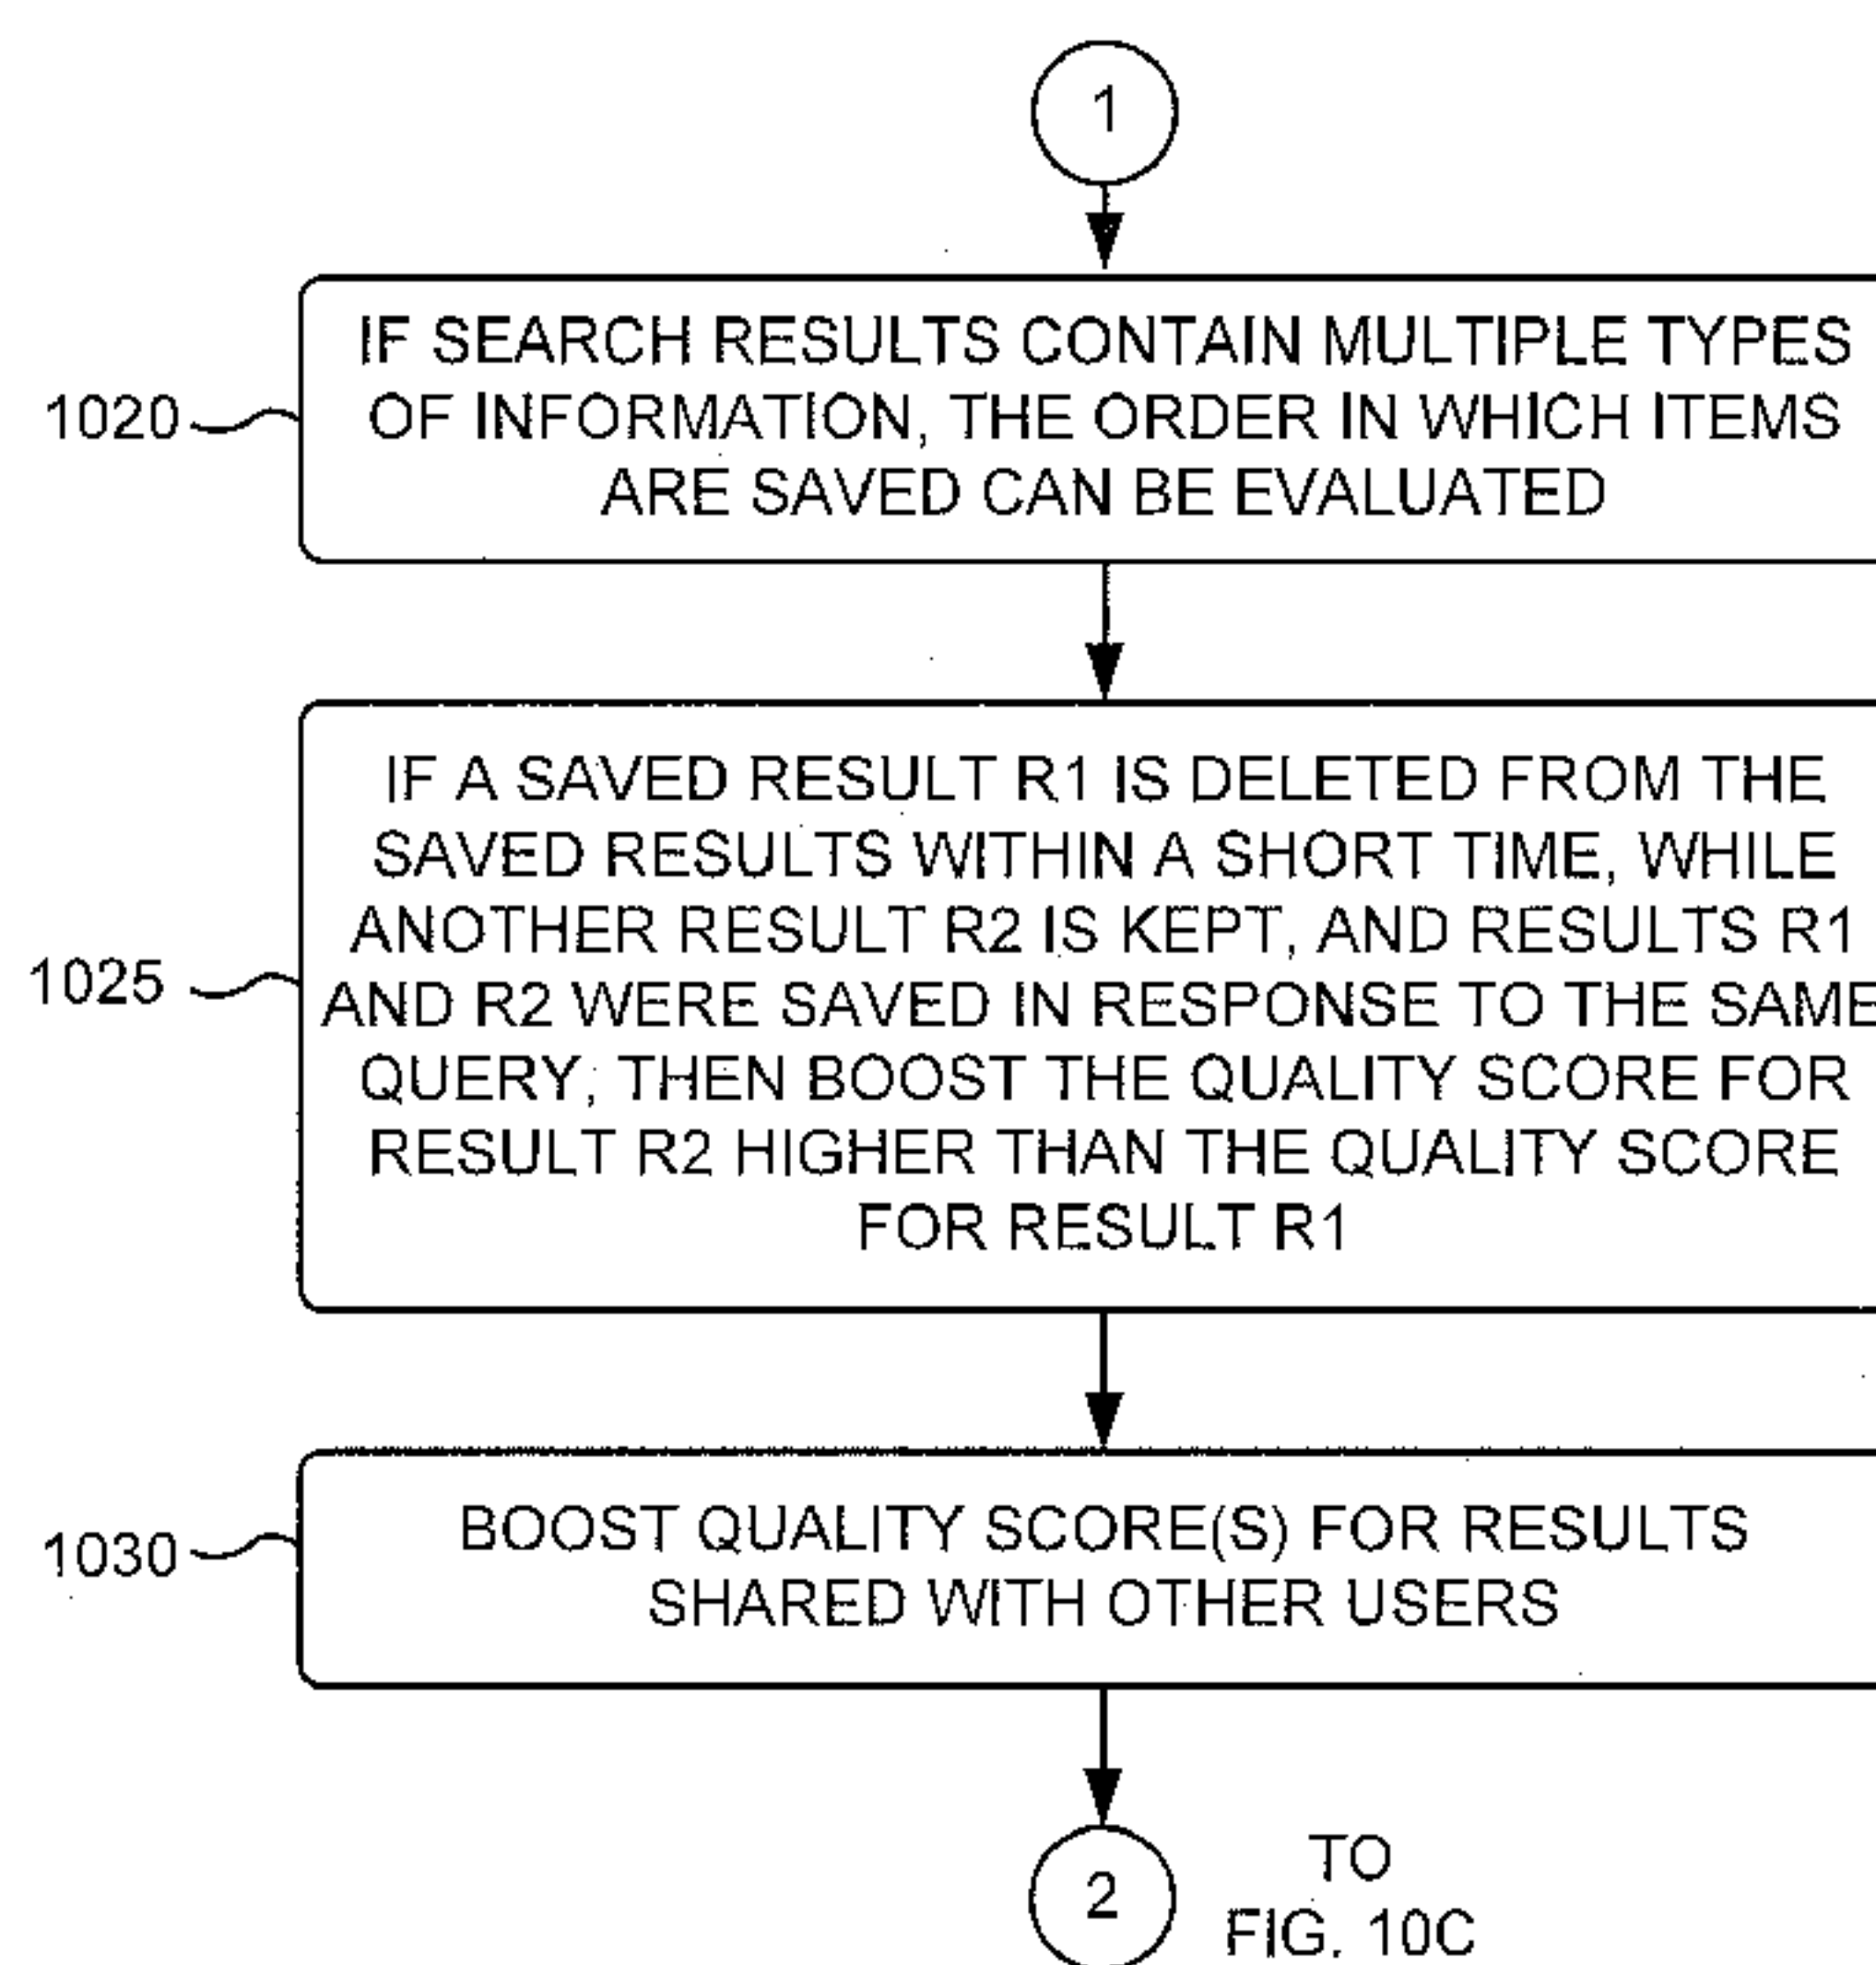 1
IF SEARCH RESULTS CONTAIN MULTIPLE TYPES
OF INFORMATION, THE ORDER IN WHICH ITEMS
ARE SAVED CAN BE EVALUATED
1020
IF A SAVED RESULT R1 IS DELETED FROM THE
SAVED RESULTS WITHIN A SHORT TIME, WHILE
ANOTHER RESULT R2 IS KEPT, AND RESULTS R1
AND R2 WERE SAVED IN RESPONSE TO THE SAME
QUERY, THEN BOOST THE QUALITY SCORE FOR
RESULT R2 HIGHER THAN THE QUALITY SCORE
FOR RESULT R1
1025
BOOST QUALITY SCORE(S) FOR RESULTS
SHARED WITH OTHER USERS
1030
2
TO
FIG. 10C